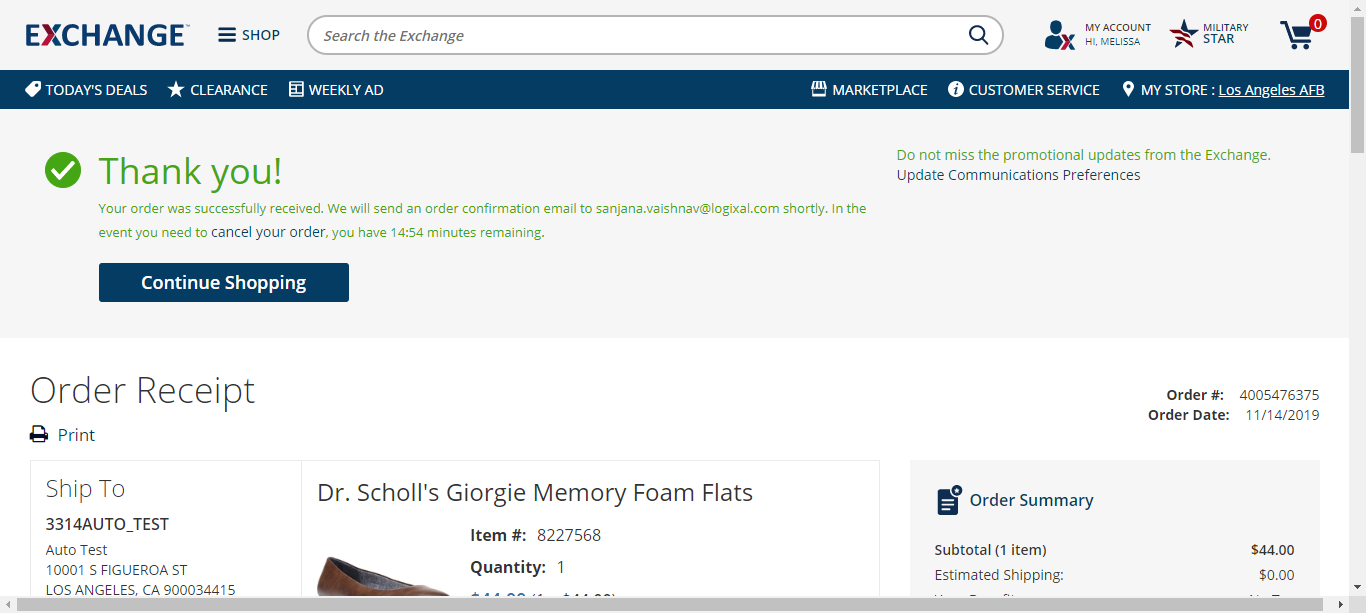 EXCHANGE
SHOP
Search the Exchange
MY ACCOUNT
HI, MELISSA
MILITARY
STAR
0
TODAY'S DEALS
CLEARANCE
WEEKLY AD
MARKETPLACE
CUSTOMER SERVICE
MY STORE : Los Angeles AFB
Thank you!
Your order was successfully received. We will send an order confirmation email to sanjana.vaishnav@logixal.com shortly. In the
event you need to cancel your order, you have 14:54 minutes remaining.
Continue Shopping
Do not miss the promotional updates from the Exchange.
Update Communications Preferences
Order Receipt
Print
Order #: 4005476375
Order Date: 11/14/2019
Ship To
3314AUTO_TEST
Auto Test
10001 S FIGUEROA ST
LOS ANGELES, CA 900034415
Dr. Scholl's Giorgie Memory Foam Flats
Item #: 8227568
Quantity: 1
Order Summary
Subtotal (1 item) $44.00
Estimated Shipping: $0.00